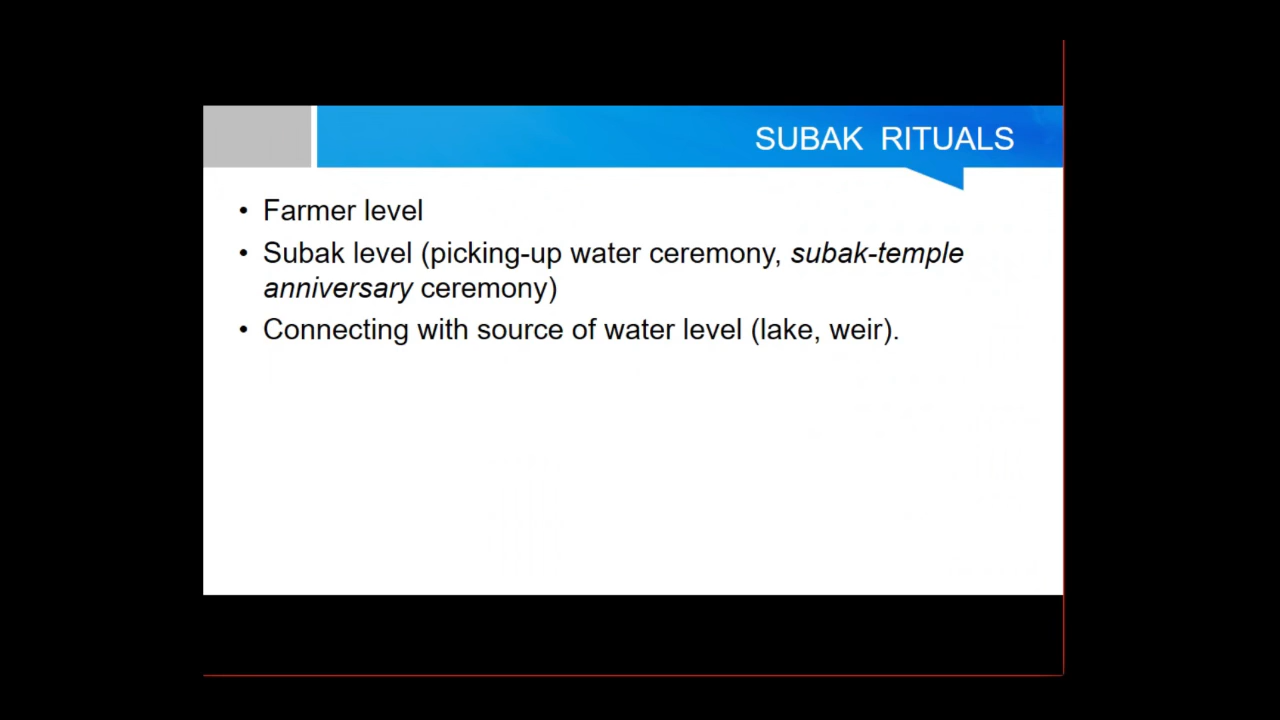 SUBAK RITUALS
• Farmer level
• Subak level (picking-up water ceremony, subak-temple
anniversary ceremony)
• Connecting with source of water level (lake, weir).